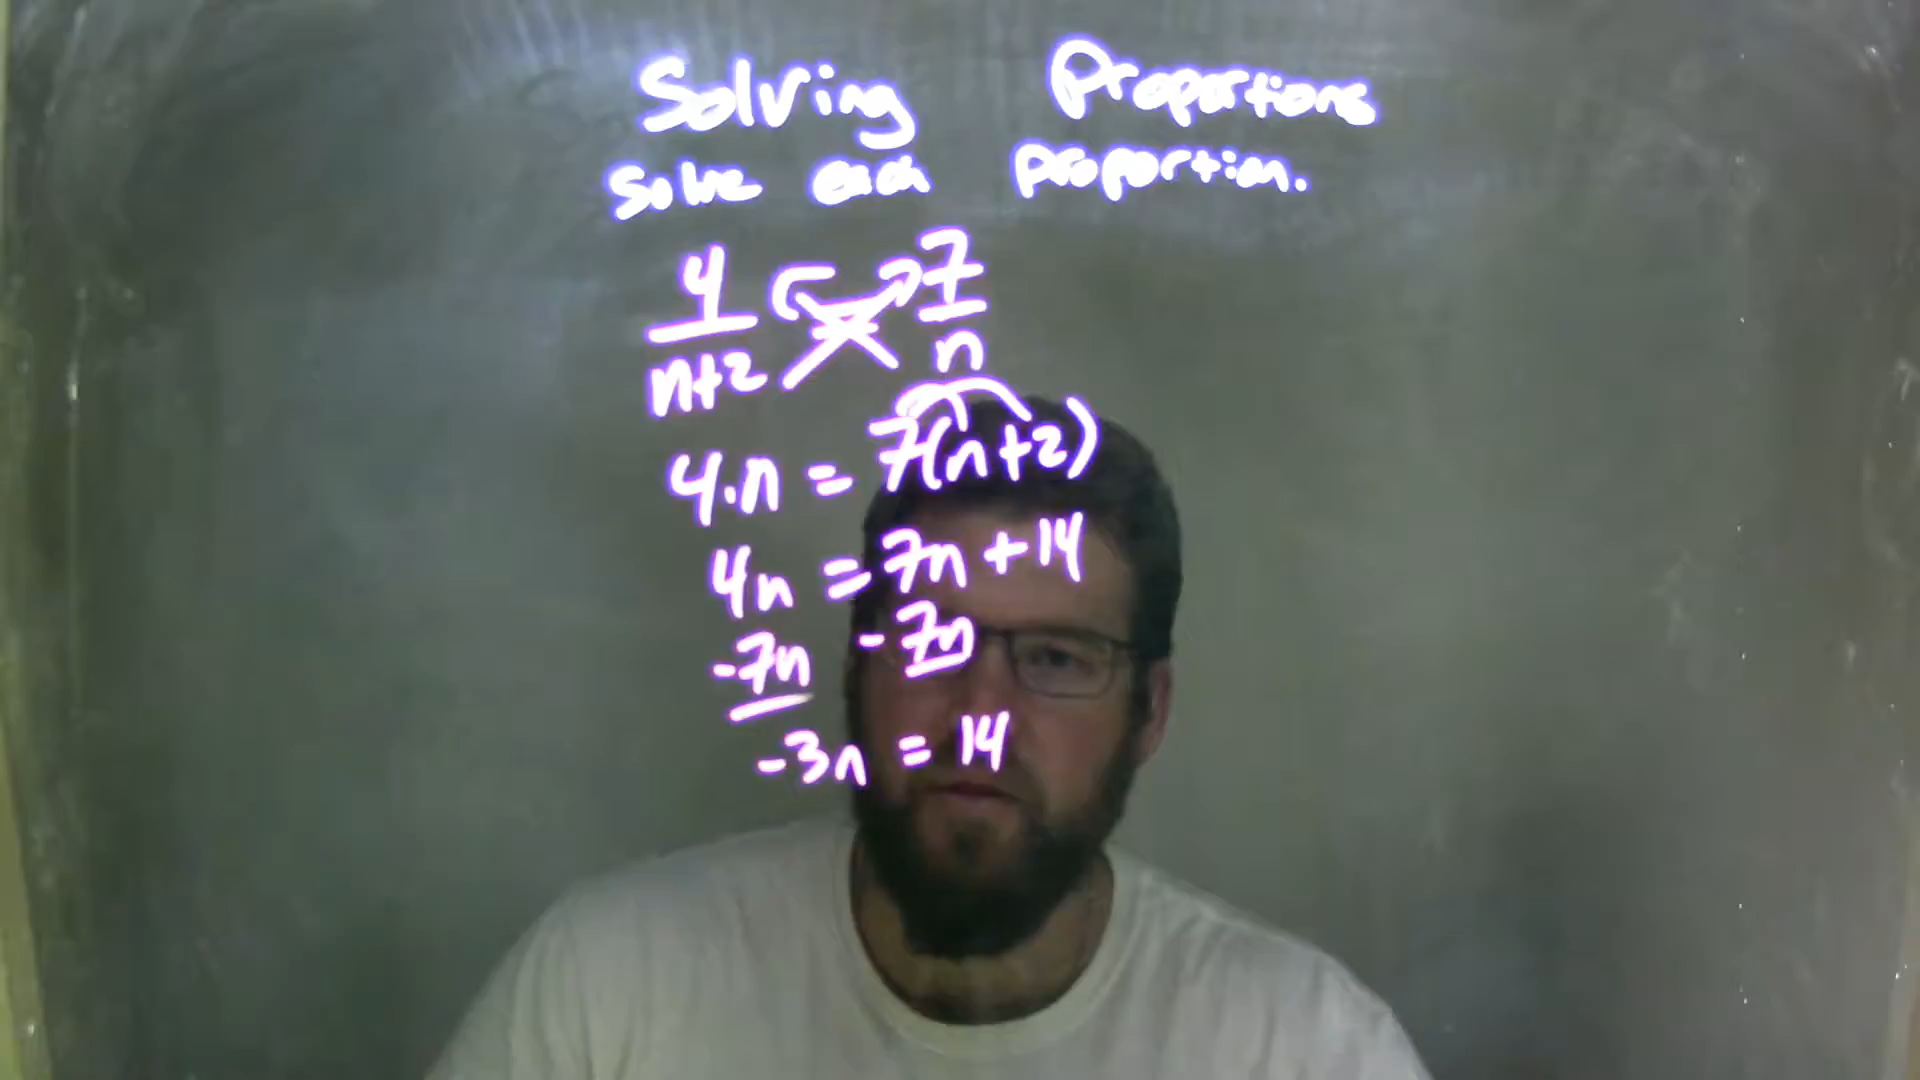 Solving Proportions
Solve each proportion.
4/n+2 7/n
4·n = 7(n+2)
4n = 7n + 14
-7n -7n
-3n = 14